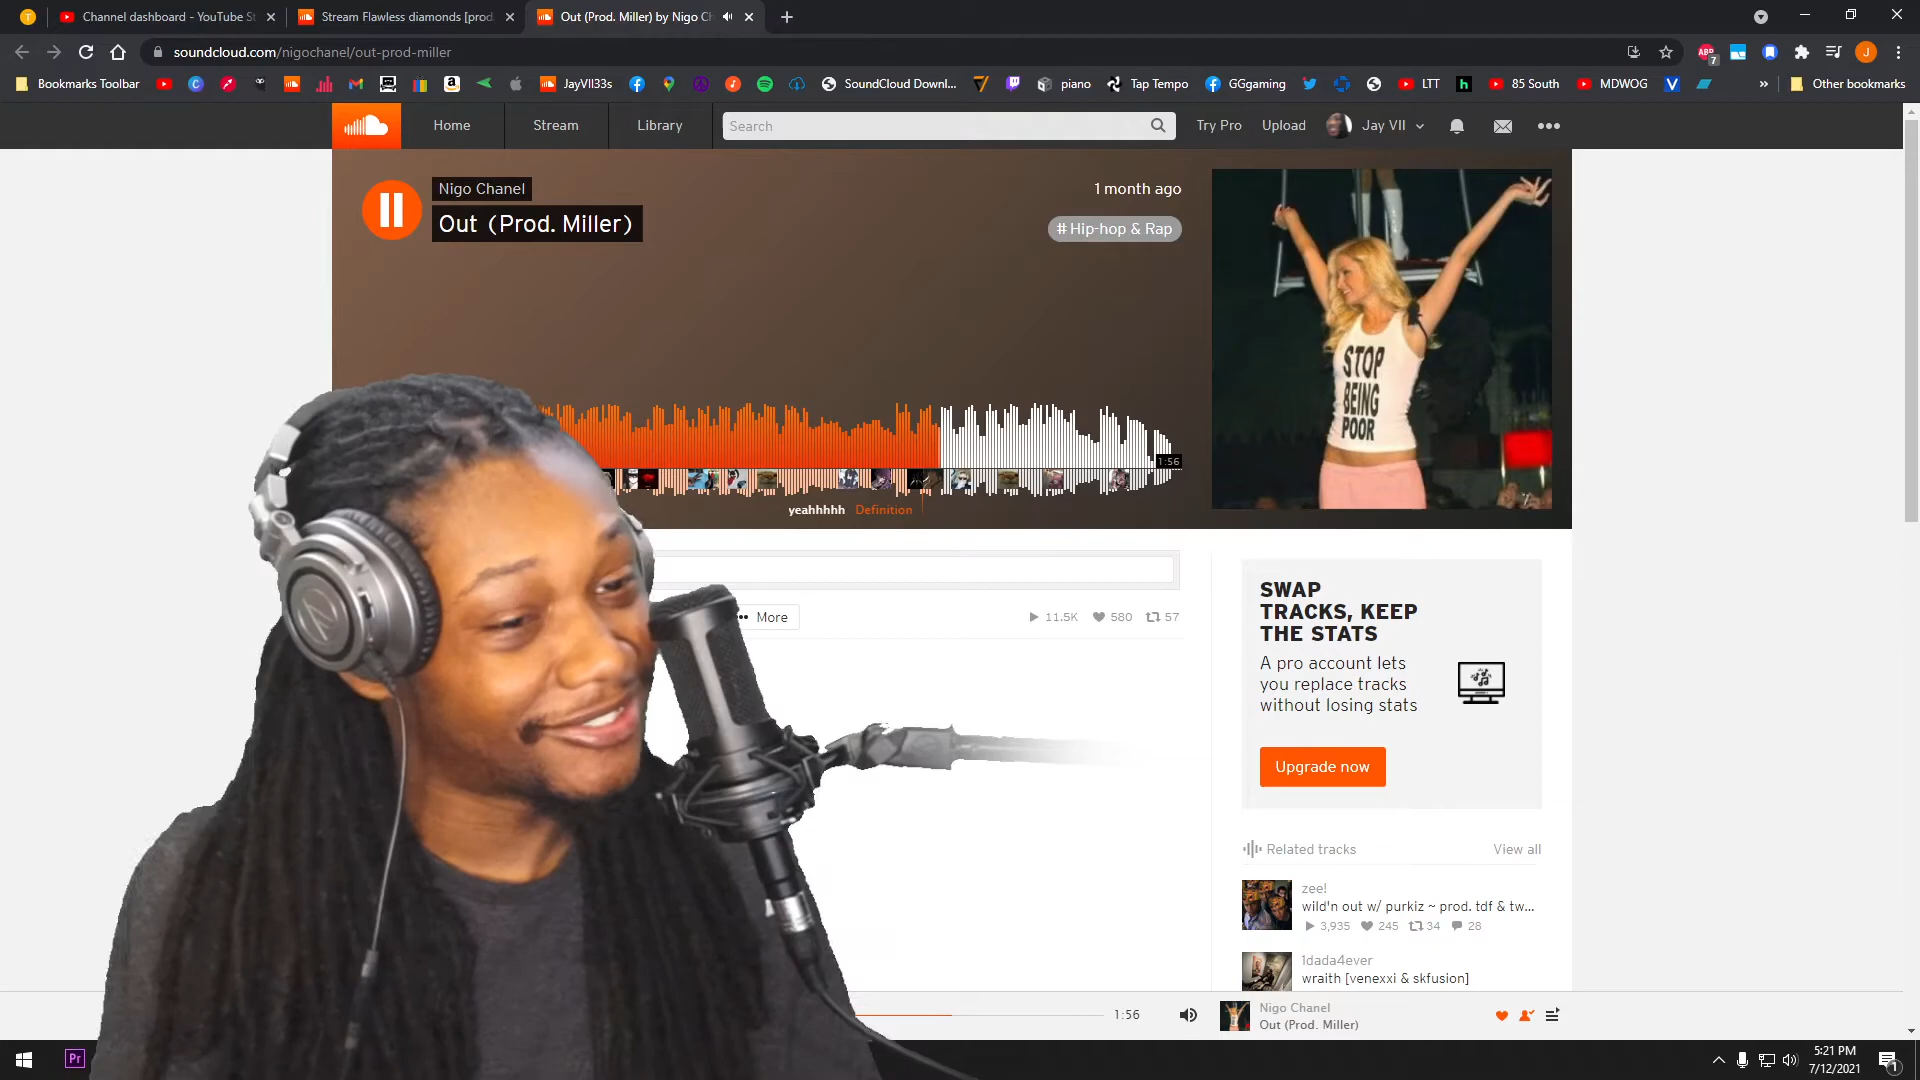 Channel dashboard - YouTube St
Stream Flawless diamonds [prod.
Out (Prod. Miller) by Nigo Ch
soundcloud.com/nigochanel/out-prod-miller
ABP
7
J
Bookmarks Toolbar
JayVII33s
SoundCloud Downl...
piano
Tap Tempo
GGgaming
LTT
85 South
MDWOG
Other bookmarks
Home
Stream
Library
Search
Try Pro
Upload
Jay VII
Nigo Chanel
Out (Prod. Miller)
1 month ago
# Hip-hop & Rap
STOP
BEING
POOR
1:56
yeahhhhh Definition
More
11.5K
580
57
SWAP
TRACKS, KEEP
THE STATS
A pro account lets
you replace tracks
without losing stats
Upgrade now
Related tracks
View all
zee!
wild'n out w/ purkiz ~ prod. tdf & tw...
3,935 245 34 28
1dada4ever
wraith [venexxi & skfusion]
1:56
Nigo Chanel
Out (Prod. Miller)
Pr
5:21 PM
7/12/2021
1